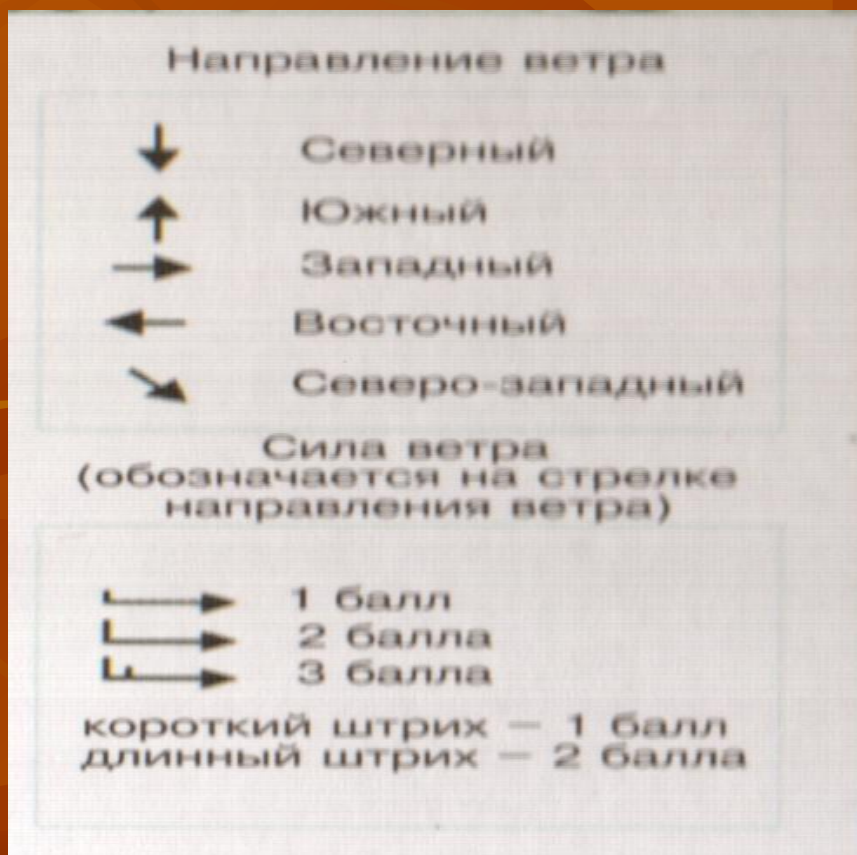 Направление ветра
Северный
Южный
Западный
Восточный
Северо-западный
Сила ветра
(обозначается на стрелке
направления ветра)
1 балл
2 балла
3 балла
короткий штрих – 1 балл
длинный штрих – 2 балла